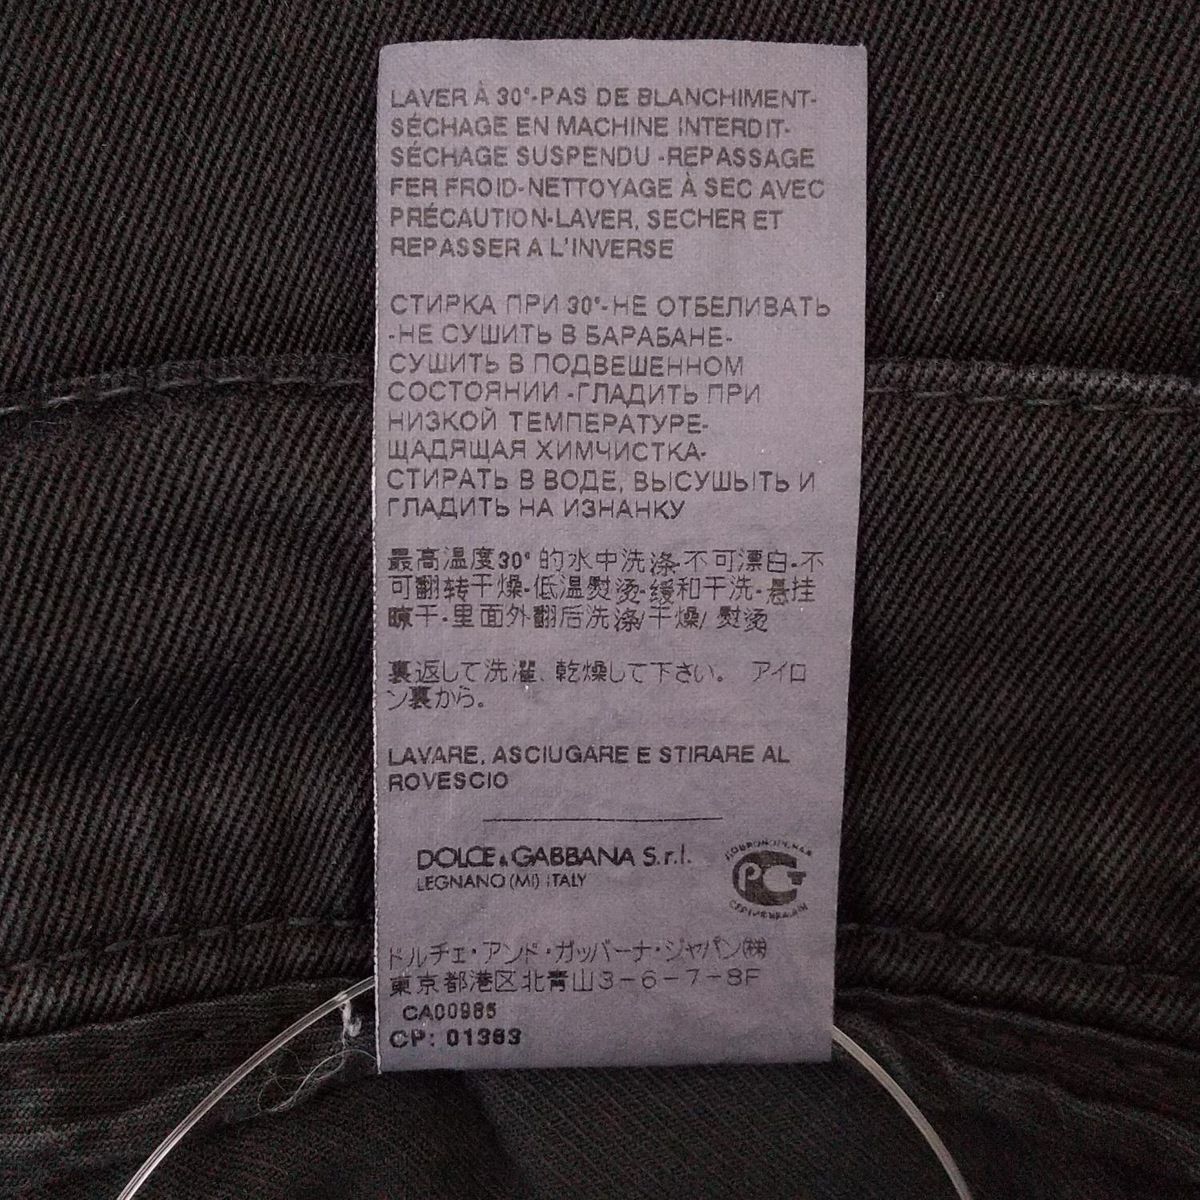 LAVER À 30°-PAS DE BLANCHIMENT-
SÉCHAGE EN MACHINE INTERDIT-
SÉCHAGE SUSPENDU -REPASSAGE
FER FROID-NETTOYAGE À SEC AVEC
PRÉCAUTION-LAVER, SECHER ET
REPASSER A L'INVERSE
СТИРКА ПРИ 30°-НЕ ОТБЕЛИВАТЬ
-НЕ СУШИТЬ В БАРАБАНЕ-
СУШИТЬ В ПОДВЕШЕННОМ
СОСТОЯНИИ -ГЛАДИТЬ ПРИ
НИЗКОЙ ТЕМПЕРАТУРЕ-
ЩАДЯЩАЯ ХИМЧИСТКА-
СТИРАТЬ В ВОДЕ, ВЫСУШЫТЬ И
ГЛАДИТЬ НА ИЗНАНКУ
最高温度30°的水中洗涤-不可漂白-不
可翻转干燥-低温熨烫-缓和干洗-悬挂
晾干-里面外翻后洗涤/干燥/ 熨烫
裏返して洗濯、乾燥して下さい。 アイロ
ン裏から。
LAVARE, ASCIUGARE E STIRARE AL
ROVESCIO
DOLCE & GABBANA S.r.l.
LEGNANO (MI) ITALY
РСТ
ドルチェ・アンド・ガッバーナ・ジャパン㈱
東京都港区北青山3-6-7-8F
CA00985
CP: 01363